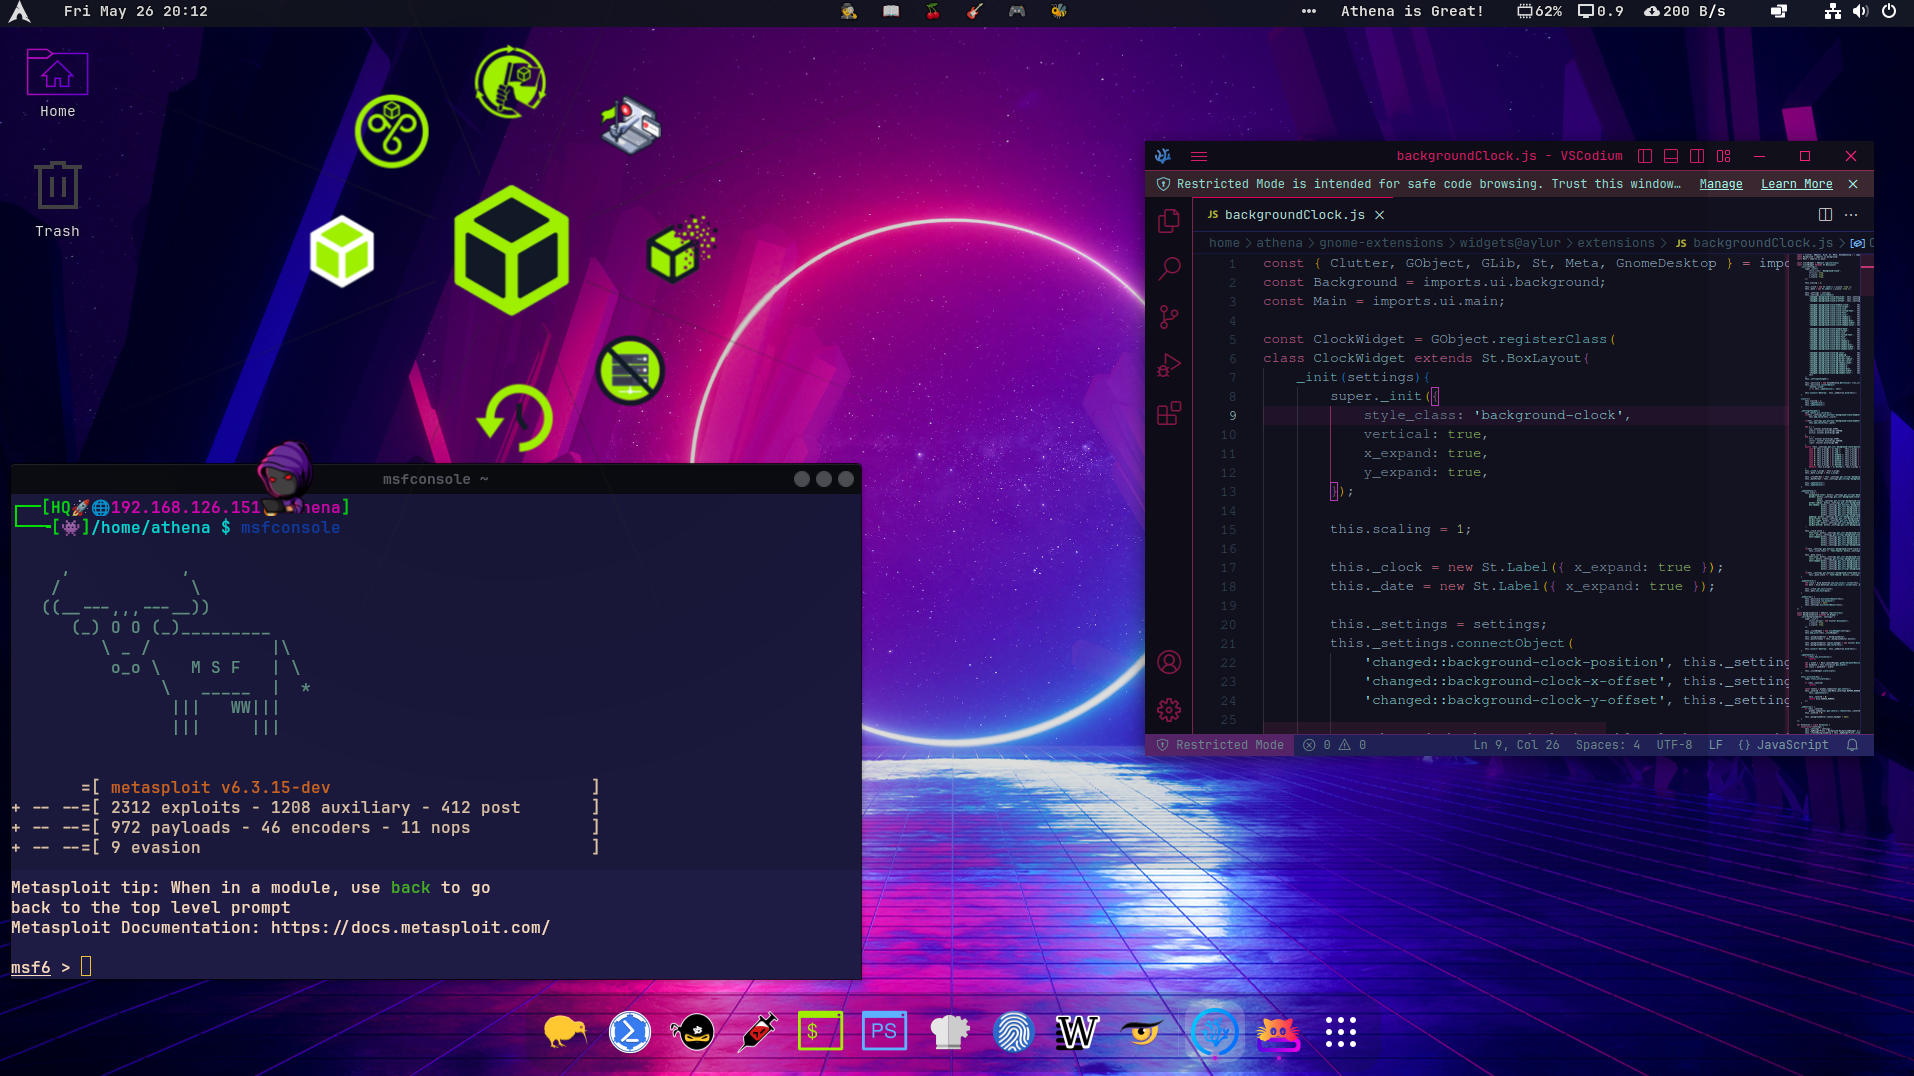 Fri May 26 20:12
Athena is Great!
62%
0.9
200 B/s
Home
Trash
msfconsole ~
[HQ🚀🌐192.168.126.151
hena]
[👾]/home/athena $ msfconsole
M S F
WW
=[ metasploit v6.3.15-dev ]
+ -- --=[ 2312 exploits - 1208 auxiliary - 412 post ]
+ -- --=[ 972 payloads - 46 encoders - 11 nops ]
+ -- --=[ 9 evasion ]
Metasploit tip: When in a module, use back to go
back to the top level prompt
Metasploit Documentation: https://docs.metasploit.com/
msf6 >
backgroundClock.js - VSCodium
Restricted Mode is intended for safe code browsing. Trust this window… Manage Learn More
JS backgroundClock.js
home > athena > gnome-extensions > widgets@aylur > extensions > JS backgroundClock.js >
1 const { Clutter, GObject, GLib, St, Meta, GnomeDesktop } = impo
2 const Background = imports.ui.background;
3 const Main = imports.ui.main;
4
5 const ClockWidget = GObject.registerClass(
6 class ClockWidget extends St.BoxLayout{
7 _init(settings){
8 super._init({
9 style_class: 'background-clock',
10 vertical: true,
11 x_expand: true,
12 y_expand: true,
13 });
14
15 this.scaling = 1;
16
17 this._clock = new St.Label({ x_expand: true });
18 this._date = new St.Label({ x_expand: true });
19
20 this._settings = settings;
21 this._settings.connectObject(
22 'changed::background-clock-position', this._setting
23 'changed::background-clock-x-offset', this._setting
24 'changed::background-clock-y-offset', this._setting
25
Restricted Mode 0 0 Ln 9, Col 26 Spaces: 4 UTF-8 LF {} JavaScript
$
PS
W